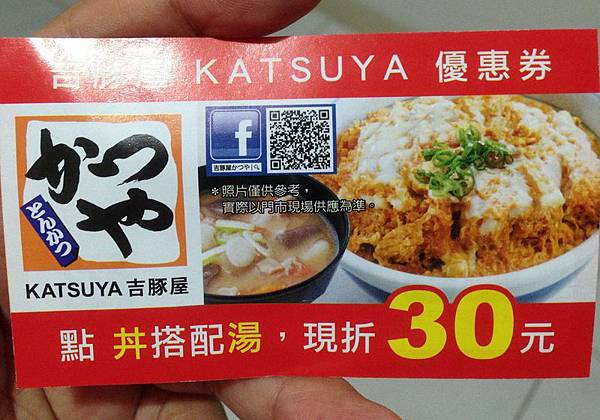 吉豚屋 KATSUYA 優惠券
かつや
とんかつ
KATSUYA 吉豚屋
吉豚屋かつや
＊照片僅供參考，
實際以門市現場供應為準。
點 丼搭配湯，現折30元